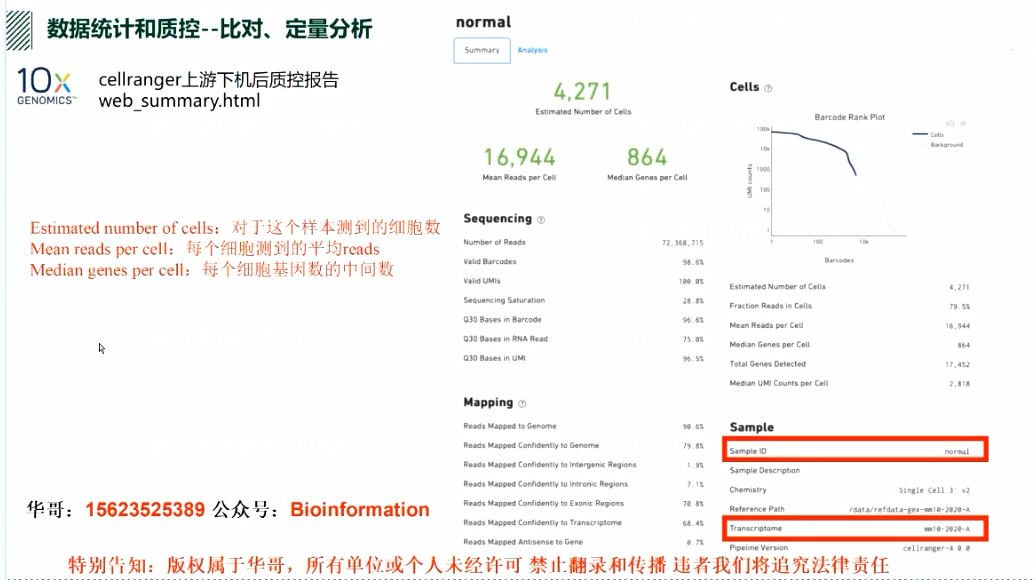 数据统计和质控--比对、定量分析
10x
GENOMICS™
cellranger上游下机后质控报告
web_summary.html
Estimated number of cells：对于这个样本测到的细胞数
Mean reads per cell：每个细胞测到的平均reads
Median genes per cell：每个细胞基因数的中间数
normal
Summary
Analysis
4,271
Estimated Number of Cells
16,944
Mean Reads per Cell
864
Median Genes per Cell
Sequencing ?
Number of Reads 72,368,715
Valid Barcodes 98.6%
Valid UMIs 100.0%
Sequencing Saturation 28.8%
Q30 Bases in Barcode 96.6%
Q30 Bases in RNA Read 75.0%
Q30 Bases in UMI 96.5%
Mapping ?
Reads Mapped to Genome 90.6%
Reads Mapped Confidently to Genome 79.8%
Reads Mapped Confidently to Intergenic Regions 1.9%
Reads Mapped Confidently to Intronic Regions 7.1%
Reads Mapped Confidently to Exonic Regions 70.8%
Reads Mapped Confidently to Transcriptome 68.4%
Reads Mapped Antisense to Gene 0.7%
Cells ?
Barcode Rank Plot
Cells
Background
UMI counts
100k
10k
1000
100
10
1
1 100 10k
Barcodes
Estimated Number of Cells 4,271
Fraction Reads in Cells 79.5%
Mean Reads per Cell 16,944
Median Genes per Cell 864
Total Genes Detected 17,452
Median UMI Counts per Cell 2,818
Sample
Sample ID normal
Sample Description
Chemistry Single Cell 3' v2
Reference Path /data/refdata-gex-mm10-2020-A
Transcriptome mm10-2020-A
Pipeline Version cellranger-4.0.0
华哥：15623525389 公众号：Bioinformation
特别告知：版权属于华哥，所有单位或个人未经许可 禁止翻录和传播 违者我们将追究法律责任